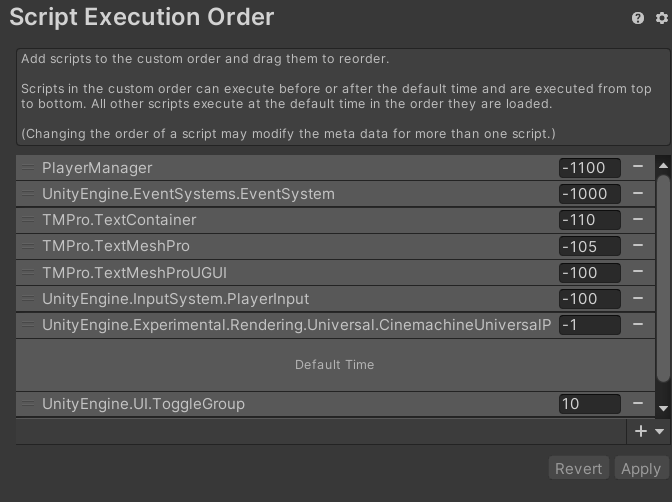 Script Execution Order
Add scripts to the custom order and drag them to reorder.
Scripts in the custom order can execute before or after the default time and are executed from top
to bottom. All other scripts execute at the default time in the order they are loaded.
(Changing the order of a script may modify the meta data for more than one script.)
PlayerManager -1100
UnityEngine.EventSystems.EventSystem -1000
TMPro.TextContainer -110
TMPro.TextMeshPro -105
TMPro.TextMeshProUGUI -100
UnityEngine.InputSystem.PlayerInput -100
UnityEngine.Experimental.Rendering.Universal.CinemachineUniversalP -1
Default Time
UnityEngine.UI.ToggleGroup 10
Revert Apply